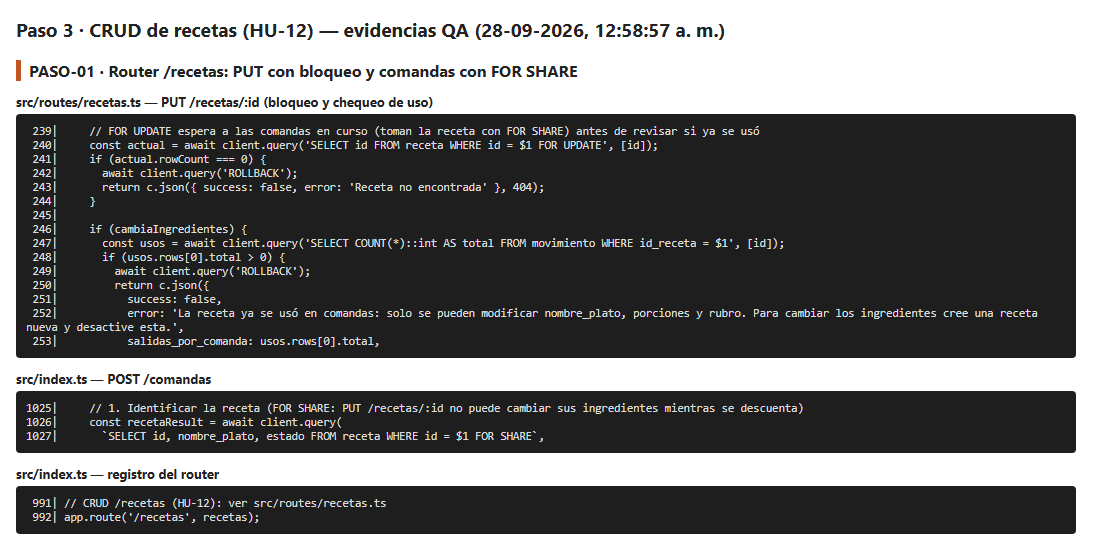 Paso 3 · CRUD de recetas (HU-12) — evidencias QA (28-09-2026, 12:58:57 a. m.)
PASO-01 · Router /recetas: PUT con bloqueo y comandas con FOR SHARE
src/routes/recetas.ts — PUT /recetas/:id (bloqueo y chequeo de uso)
239|     // FOR UPDATE espera a las comandas en curso (toman la receta con FOR SHARE) antes de revisar si ya se usó
240|     const actual = await client.query('SELECT id FROM receta WHERE id = $1 FOR UPDATE', [id]);
241|     if (actual.rowCount === 0) {
242|       await client.query('ROLLBACK');
243|       return c.json({ success: false, error: 'Receta no encontrada' }, 404);
244|     }
245|
246|     if (cambiaIngredientes) {
247|       const usos = await client.query('SELECT COUNT(*)::int AS total FROM movimiento WHERE id_receta = $1', [id]);
248|       if (usos.rows[0].total > 0) {
249|         await client.query('ROLLBACK');
250|         return c.json({
251|           success: false,
252|           error: 'La receta ya se usó en comandas: solo se pueden modificar nombre_plato, porciones y rubro. Para cambiar los ingredientes cree una receta
nueva y desactive esta.',
253|           salidas_por_comanda: usos.rows[0].total,
src/index.ts — POST /comandas
1025|     // 1. Identificar la receta (FOR SHARE: PUT /recetas/:id no puede cambiar sus ingredientes mientras se descuenta)
1026|     const recetaResult = await client.query(
1027|       `SELECT id, nombre_plato, estado FROM receta WHERE id = $1 FOR SHARE`,
src/index.ts — registro del router
991| // CRUD /recetas (HU-12): ver src/routes/recetas.ts
992| app.route('/recetas', recetas);